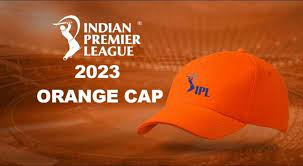 INDIAN
PREMIER
LEAGUE
2023
ORANGE CAP
IPL